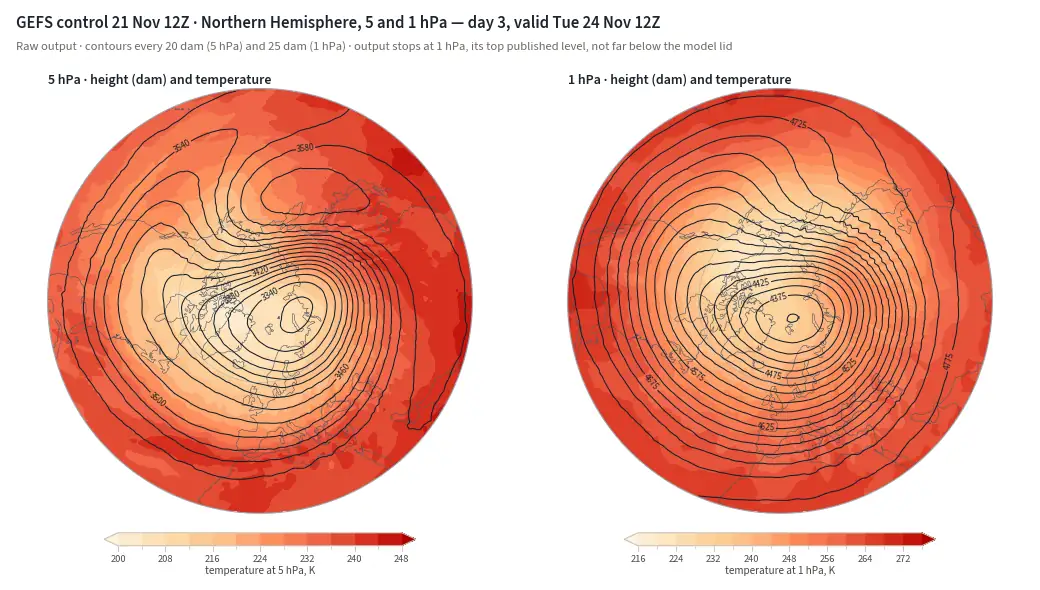 GEFS control 21 Nov 12Z · Northern Hemisphere, 5 and 1 hPa — day 3, valid Tue 24 Nov 12Z
Raw output · contours every 20 dam (5 hPa) and 25 dam (1 hPa) · output stops at 1 hPa, its top published level, not far below the model lid
5 hPa · height (dam) and temperature
1 hPa · height (dam) and temperature
3540
3580
3420
3340
3460
3500
4725
4425
4375
4475
4575
4675
4625
4525
4775
200 208 216 224 232 240 248
temperature at 5 hPa, K
216 224 232 240 248 256 264 272
temperature at 1 hPa, K